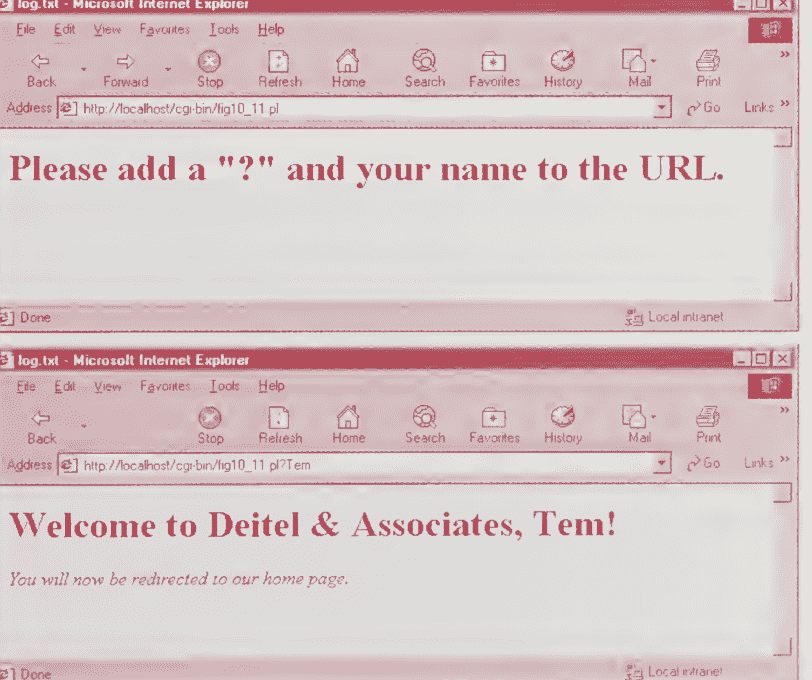 log.txt - Microsoft Internet Explorer
File Edit View Favorites Tools Help
Back Forward Stop Refresh Home Search Favorites History Mail Print »
Address http://localhost/cgi-bin/fig10_11.pl Go Links »
Please add a "?" and your name to the URL.
Done Local intranet
log.txt - Microsoft Internet Explorer
File Edit View Favorites Tools Help
Back Stop Refresh Home Search Favorites History Mail Print »
Address http://localhost/cgi-bin/fig10_11.pl?Tem Go Links »
Welcome to Deitel & Associates, Tem!
You will now be redirected to our home page.
Done Local intranet